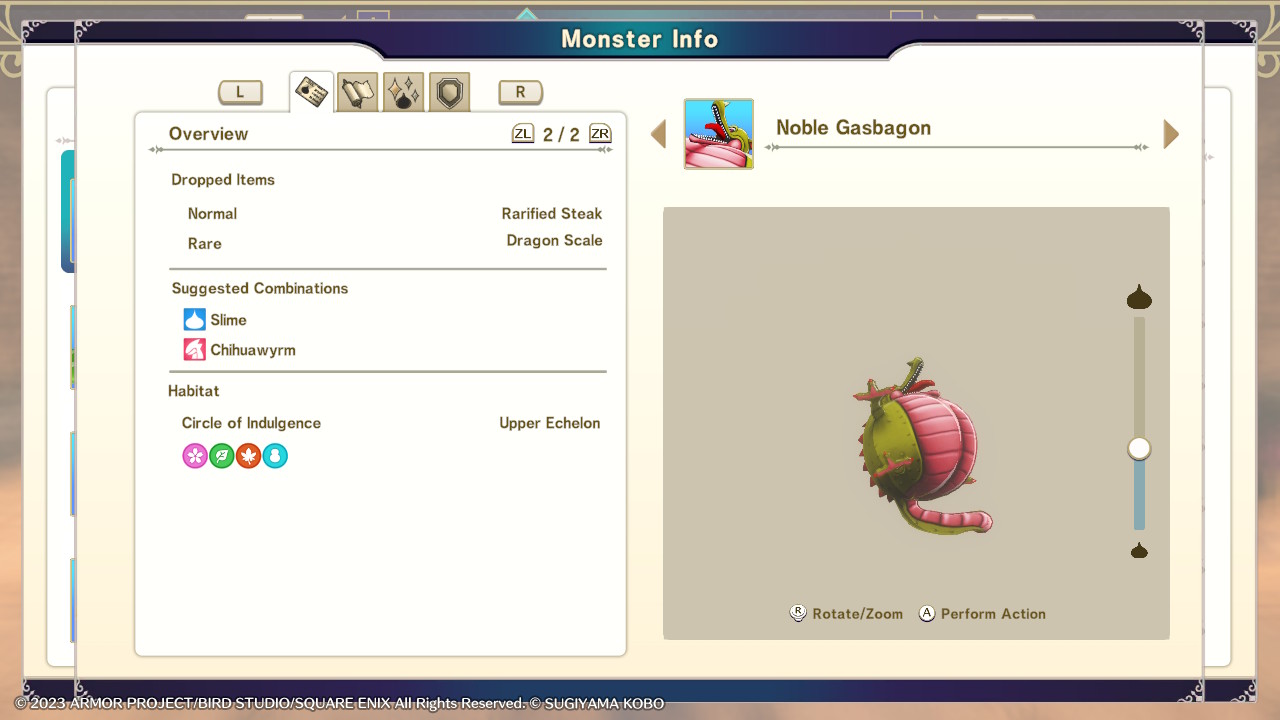 Monster Info
L
R
Overview
ZL 2 / 2 ZR
Dropped Items
Normal Rarified Steak
Rare Dragon Scale
Suggested Combinations
Slime
Chihuawyrm
Habitat
Circle of Indulgence Upper Echelon
Noble Gasbagon
R Rotate/Zoom A Perform Action
© 2023 ARMOR PROJECT/BIRD STUDIO/SQUARE ENIX All Rights Reserved. © SUGIYAMA KOBO